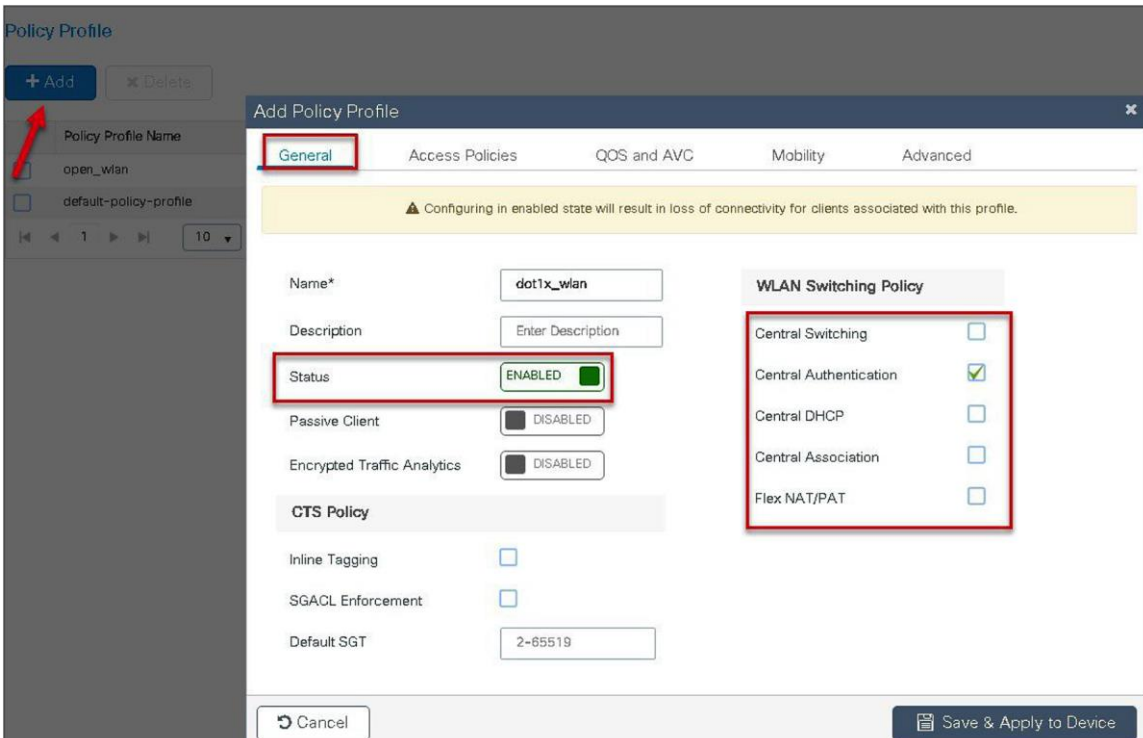 Policy Profile
+ Add
✖ Delete
Policy Profile Name
open_wlan
default-policy-profile
1
10
Add Policy Profile
General Access Policies QOS and AVC Mobility Advanced
Configuring in enabled state will result in loss of connectivity for clients associated with this profile.
Name* dot1x_wlan
Description Enter Description
Status ENABLED
Passive Client DISABLED
Encrypted Traffic Analytics DISABLED
CTS Policy
Inline Tagging
SGACL Enforcement
Default SGT 2-65519
WLAN Switching Policy
Central Switching
Central Authentication
Central DHCP
Central Association
Flex NAT/PAT
Cancel
Save & Apply to Device